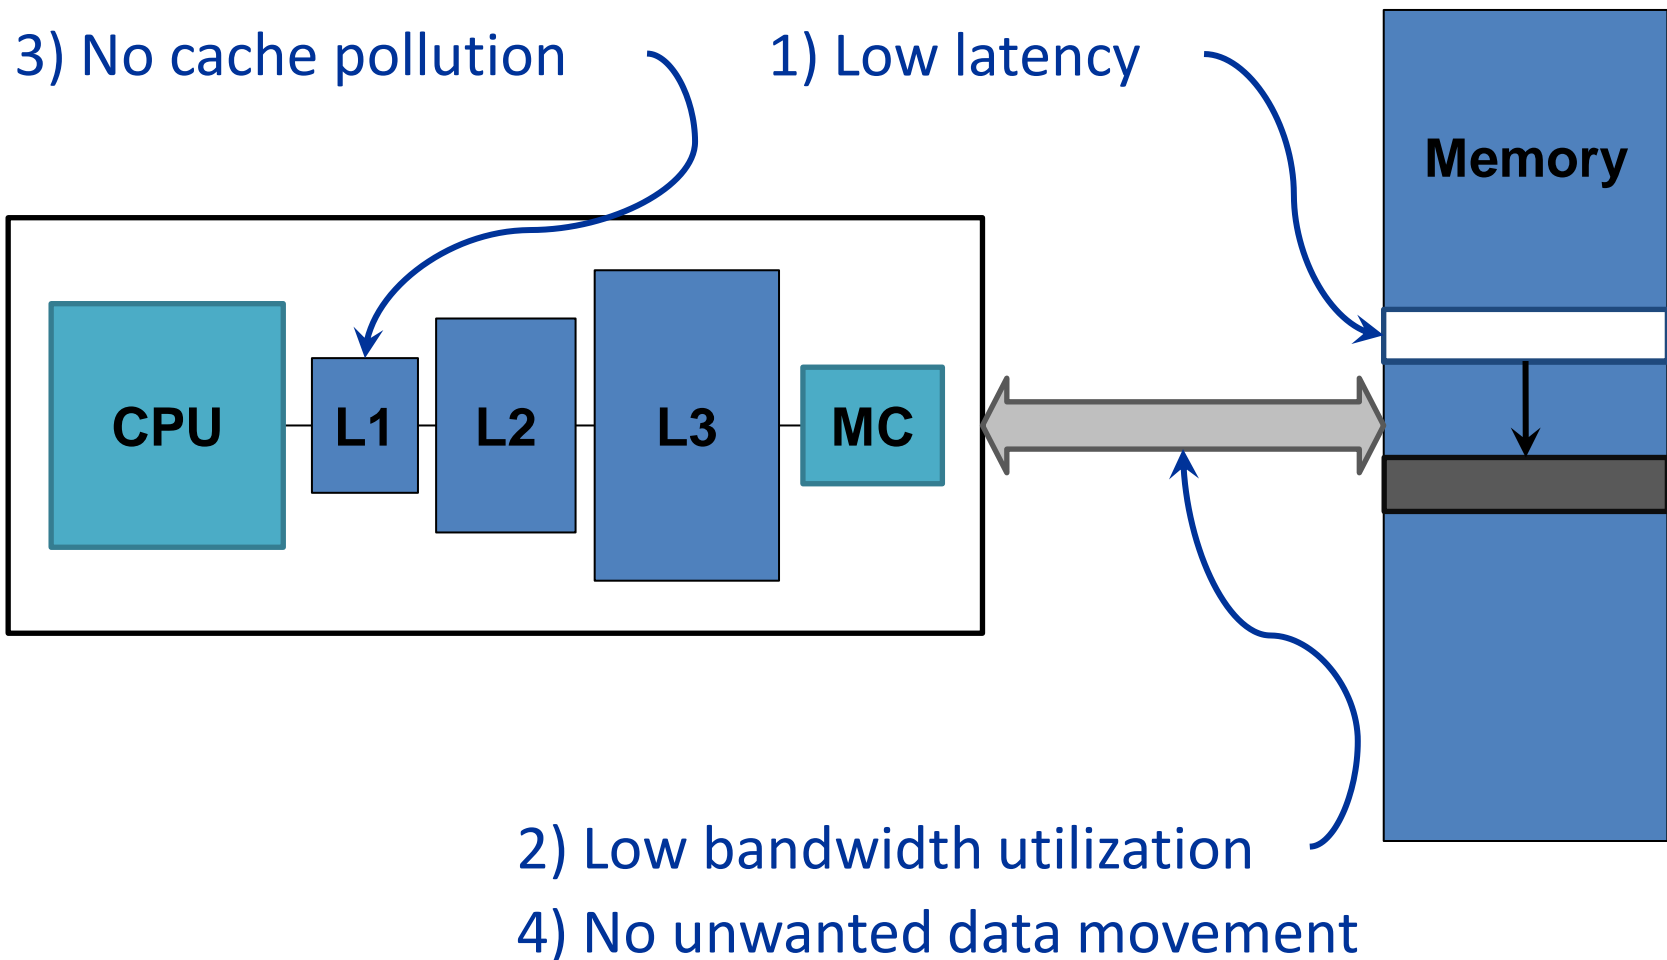 3) No cache pollution
1) Low latency
Memory
CPU
L1
L2
L3
MC
2) Low bandwidth utilization
4) No unwanted data movement